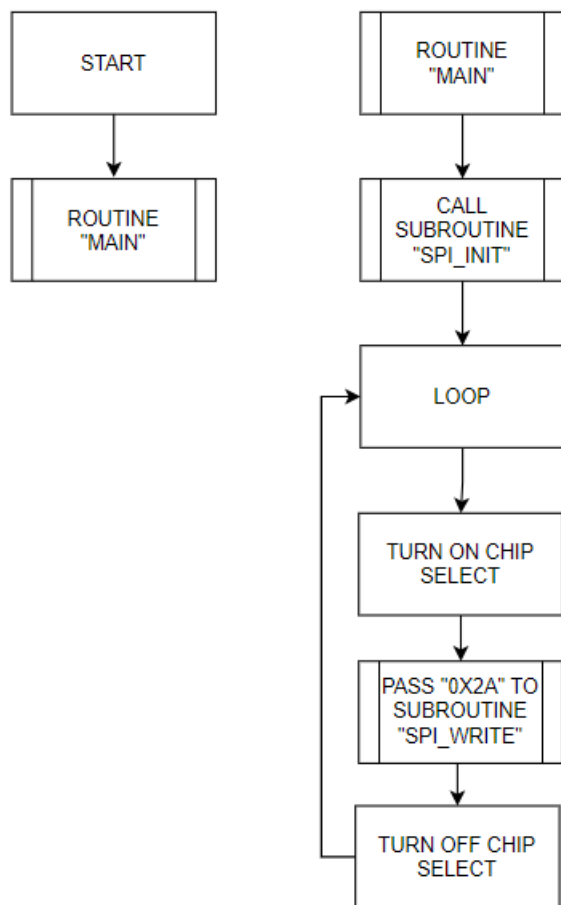 START
ROUTINE
"MAIN"
ROUTINE
"MAIN"
CALL
SUBROUTINE
"SPI_INIT"
LOOP
TURN ON CHIP
SELECT
PASS "0X2A" TO
SUBROUTINE
"SPI_WRITE"
TURN OFF CHIP
SELECT